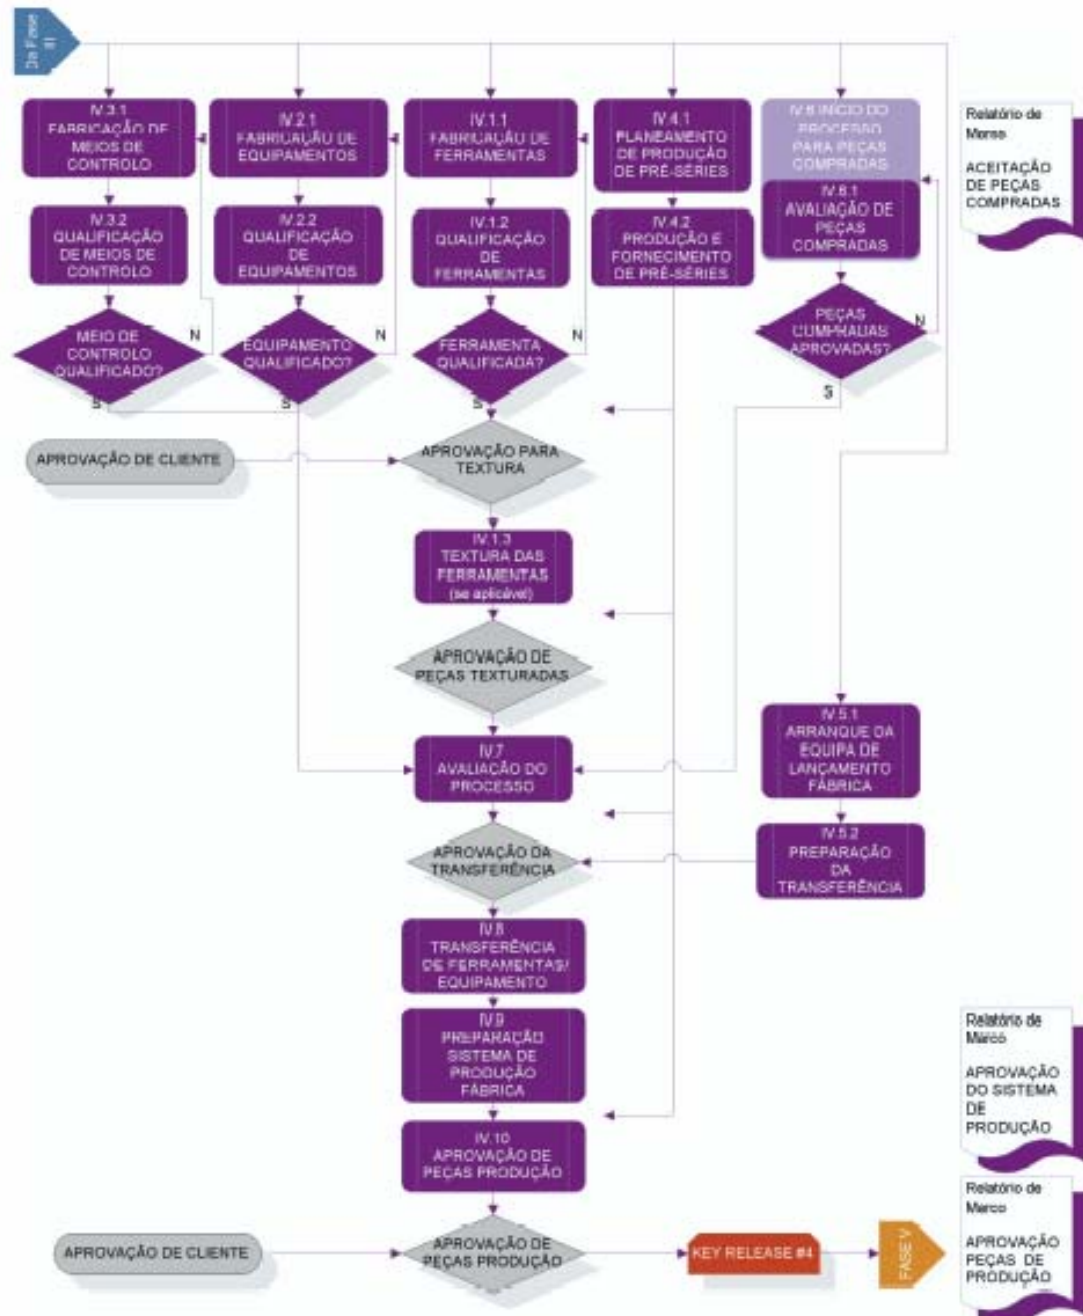 Da Fase
III
IV.3.1
FABRICAÇÃO DE
MEIOS DE
CONTROLO
IV.2.1
FABRICAÇÃO DE
EQUIPAMENTOS
IV.1.1
FABRICAÇÃO DE
FERRAMENTAS
IV.4.1
PLANEAMENTO
DE PRODUÇÃO
DE PRÉ-SÉRIES
IV.6 INÍCIO DO
PROCESSO
PARA PEÇAS
COMPRADAS
Relatório de
Marco
ACEITAÇÃO
DE PEÇAS
COMPRADAS
IV.3.2
QUALIFICAÇÃO
DE MEIOS DE
CONTROLO
IV.2.2
QUALIFICAÇÃO
DE
EQUIPAMENTOS
IV.1.2
QUALIFICAÇÃO
DE
FERRAMENTAS
IV.4.2
PRODUÇÃO E
FORNECIMENTO
DE PRÉ-SÉRIES
IV.6.1
AVALIAÇÃO DE
PEÇAS
COMPRADAS
MEIO DE
CONTROLO
QUALIFICADO?
N
S
EQUIPAMENTO
QUALIFICADO?
N
S
FERRAMENTA
QUALIFICADA?
N
S
PEÇAS
COMPRADAS
APROVADAS?
N
S
APROVAÇÃO DE CLIENTE
APROVAÇÃO PARA
TEXTURA
IV.1.3
TEXTURA DAS
FERRAMENTAS
(se aplicável)
APROVAÇÃO DE
PEÇAS TEXTURADAS
IV.7
AVALIAÇÃO DO
PROCESSO
IV.5.1
ARRANQUE DA
EQUIPA DE
LANÇAMENTO
FÁBRICA
APROVAÇÃO DA
TRANSFERÊNCIA
IV.5.2
PREPARAÇÃO
DA
TRANSFERÊNCIA
IV.8
TRANSFERÊNCIA
DE FERRAMENTAS/
EQUIPAMENTO
IV.9
PREPARAÇÃO
SISTEMA DE
PRODUÇÃO
FÁBRICA
Relatório de
Marco
APROVAÇÃO
DO SISTEMA
DE
PRODUÇÃO
IV.10
APROVAÇÃO DE
PEÇAS PRODUÇÃO
APROVAÇÃO DE CLIENTE
APROVAÇÃO DE
PEÇAS PRODUÇÃO
KEY RELEASE #4
FASE V
Relatório de
Marco
APROVAÇÃO
PEÇAS DE
PRODUÇÃO